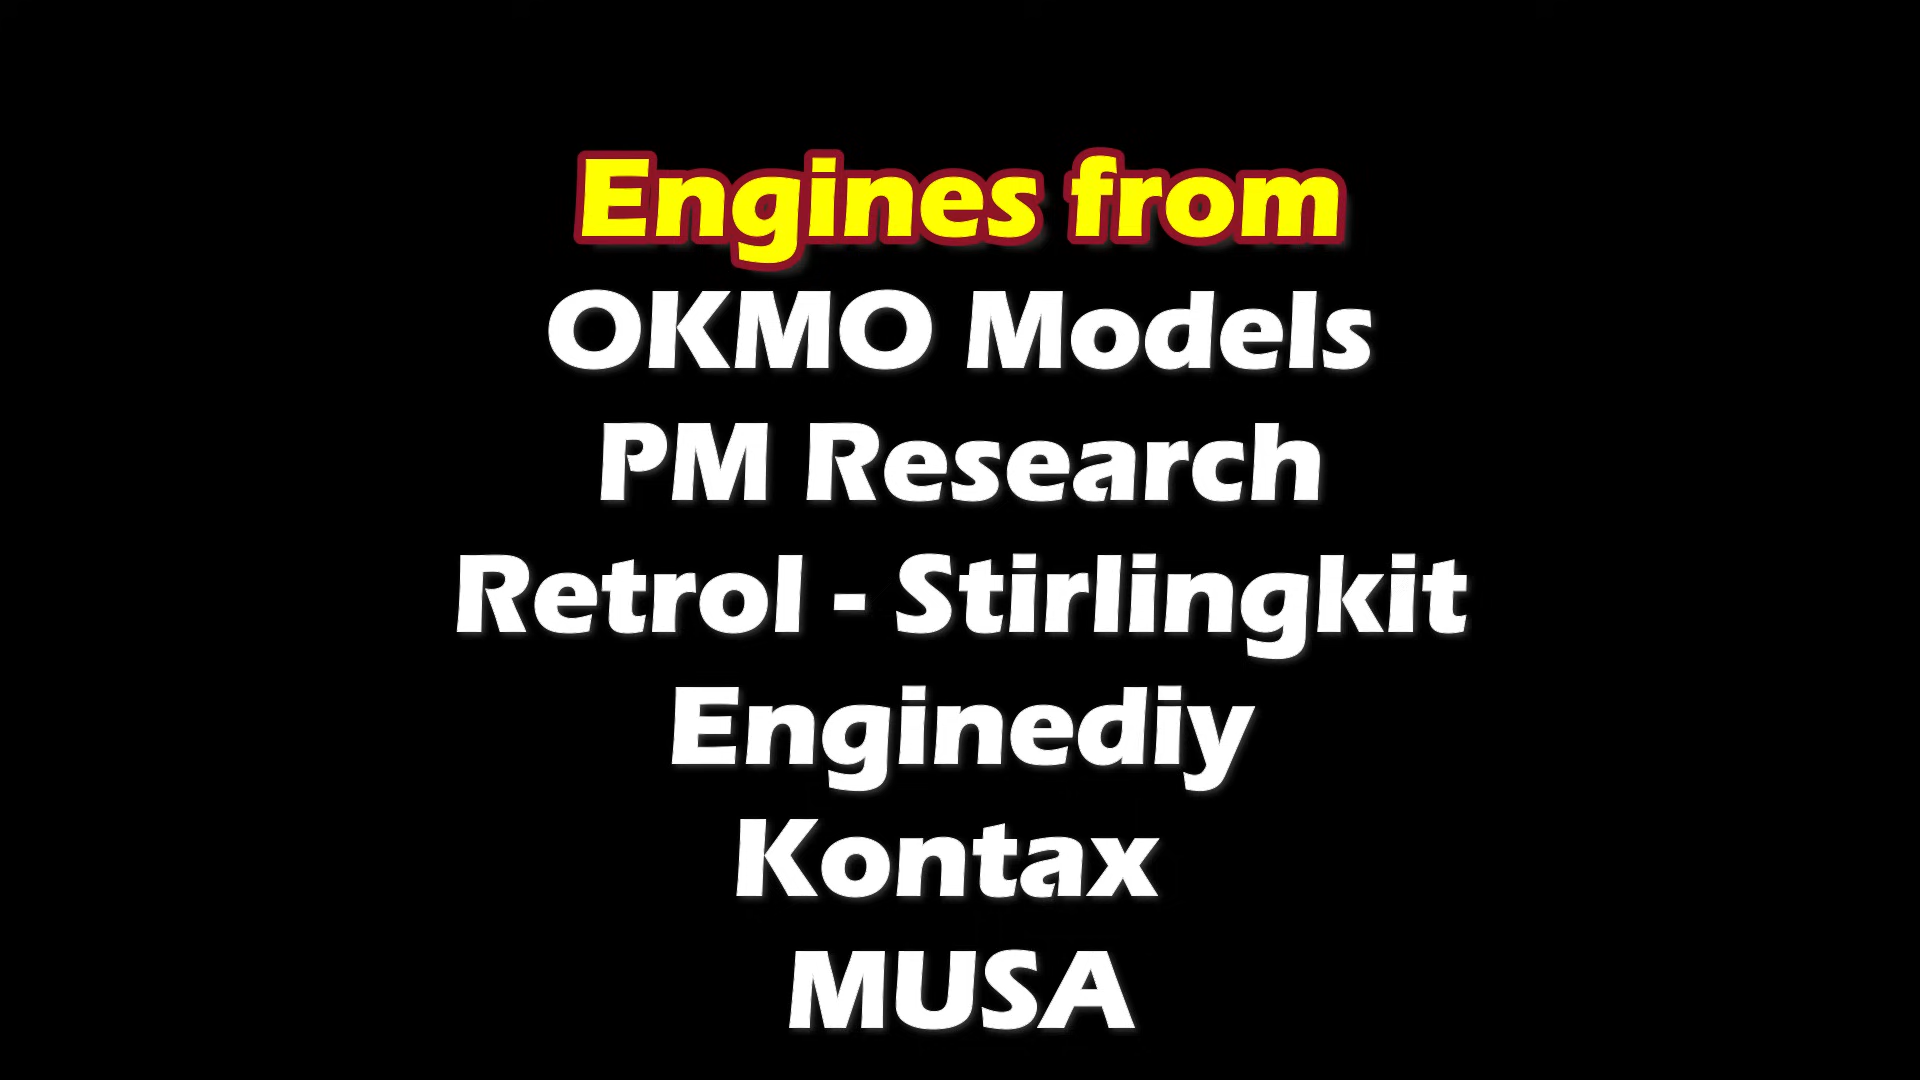 Engines from
OKMO Models
PM Research
Retrol - Stirlingkit
Enginediy
Kontax
MUSA